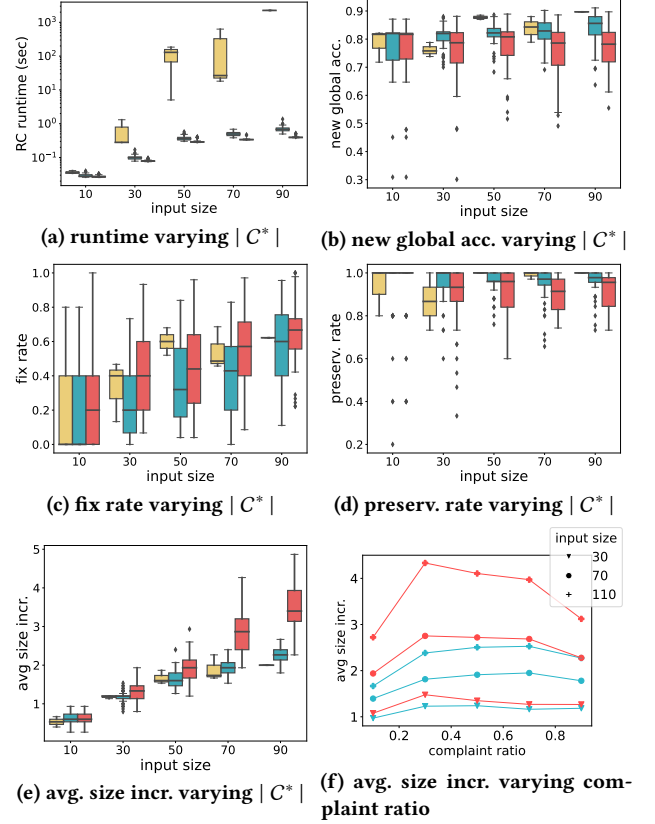 10³
10²
10¹
10⁰
10⁻¹
RC runtime (sec)
10 30 50 70 90
input size
(a) runtime varying | C* |
0.9
0.8
0.7
0.6
0.5
0.4
0.3
new global acc.
10 30 50 70 90
input size
(b) new global acc. varying | C* |
1.0
0.8
0.6
0.4
0.2
0.0
fix rate
10 30 50 70 90
input size
(c) fix rate varying | C* |
1.0
0.8
0.6
0.4
0.2
preserv. rate
10 30 50 70 90
input size
(d) preserv. rate varying | C* |
5
4
3
2
1
avg size incr.
10 30 50 70 90
input size
(e) avg. size incr. varying | C* |
input size
30
70
110
4
3
2
1
avg size incr.
0.2 0.4 0.6 0.8
complaint ratio
(f) avg. size incr. varying com-
plaint ratio